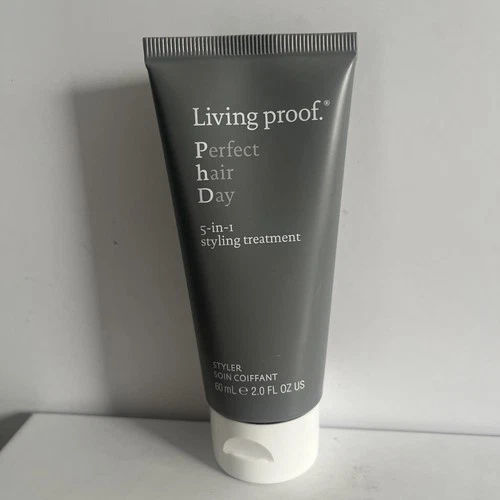 Living proof.®
Perfect
hair
Day
5-in-1
styling treatment
STYLER
SOIN COIFFANT
60 mL ℮ 2.0 FL OZ US